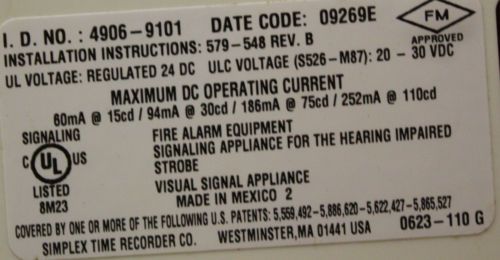 I. D. NO. : 4906-9101 DATE CODE: 09269E
INSTALLATION INSTRUCTIONS: 579-548 REV. B
FM
APPROVED
UL VOLTAGE: REGULATED 24 DC ULC VOLTAGE (S526-M87): 20 - 30 VDC
MAXIMUM DC OPERATING CURRENT
60mA @ 15cd / 94mA @ 30cd / 186mA @ 75cd / 252mA @ 110cd
SIGNALING
C UL US
LISTED
8M23
FIRE ALARM EQUIPMENT
SIGNALING APPLIANCE FOR THE HEARING IMPAIRED
STROBE
VISUAL SIGNAL APPLIANCE
MADE IN MEXICO 2
COVERED BY ONE OR MORE OF THE FOLLOWING U.S. PATENTS: 5,559,492-5,886,620-5,622,427-5,865,527
SIMPLEX TIME RECORDER CO. WESTMINSTER, MA 01441 USA 0623-110 G